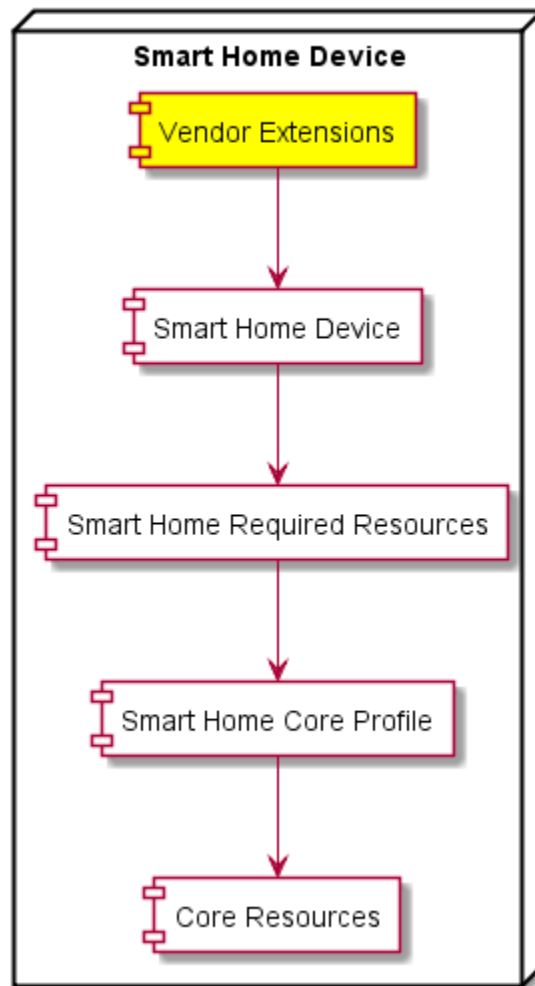 Smart Home Device
Vendor Extensions
Smart Home Device
Smart Home Required Resources
Smart Home Core Profile
Core Resources